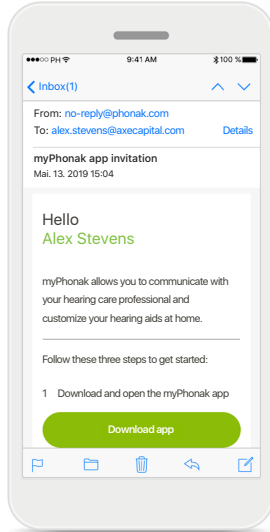 PH 9:41 AM 100 %
Inbox(1)
From: no-reply@phonak.com
To: alex.stevens@axecapital.com Details
myPhonak app invitation
Mai. 13. 2019 15:04
Hello
Alex Stevens
myPhonak allows you to communicate with
your hearing care professional and
customize your hearing aids at home.
Follow these three steps to get started:
1 Download and open the myPhonak app
Download app